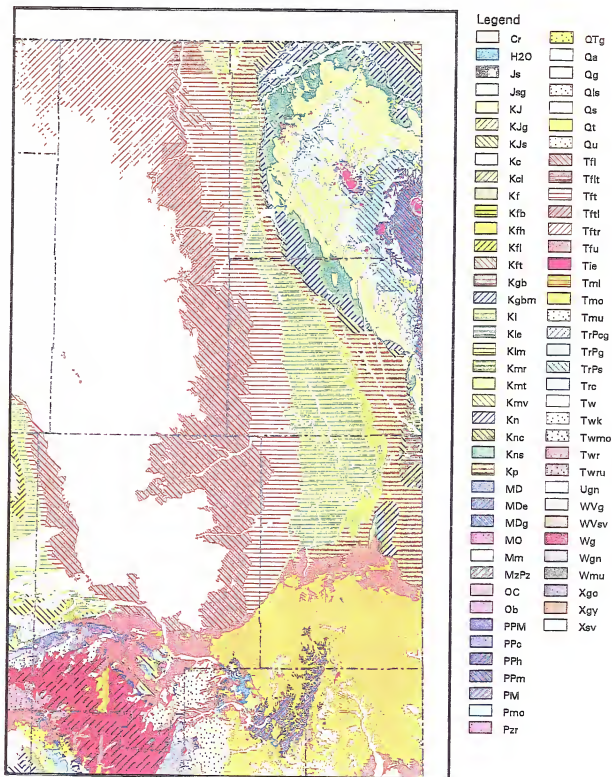 Legend
Cr
H2O
Js
Jsg
KJ
KJg
KJs
Kc
Kcl
Kf
Kfb
Kfh
Kfl
Kft
Kgb
Kgbm
Kl
Kle
Klm
Kmr
Kmt
Kmv
Kn
Knc
Kns
Kp
MD
MDe
MDg
MO
Mm
MzPz
OC
Ob
PPM
PPc
PPh
PPm
PM
Pmo
Pzr
QTg
Qa
Qg
Qls
Qs
Qt
Qu
Tfl
Tflt
Tft
Tftl
Tftr
Tfu
Tie
Tml
Tmo
Tmu
TrPcg
TrPg
TrPs
Trc
Tw
Twk
Twmo
Twr
Twru
Ugn
WVg
WVsv
Wg
Wgn
Wmu
Xgo
Xgy
Xsv